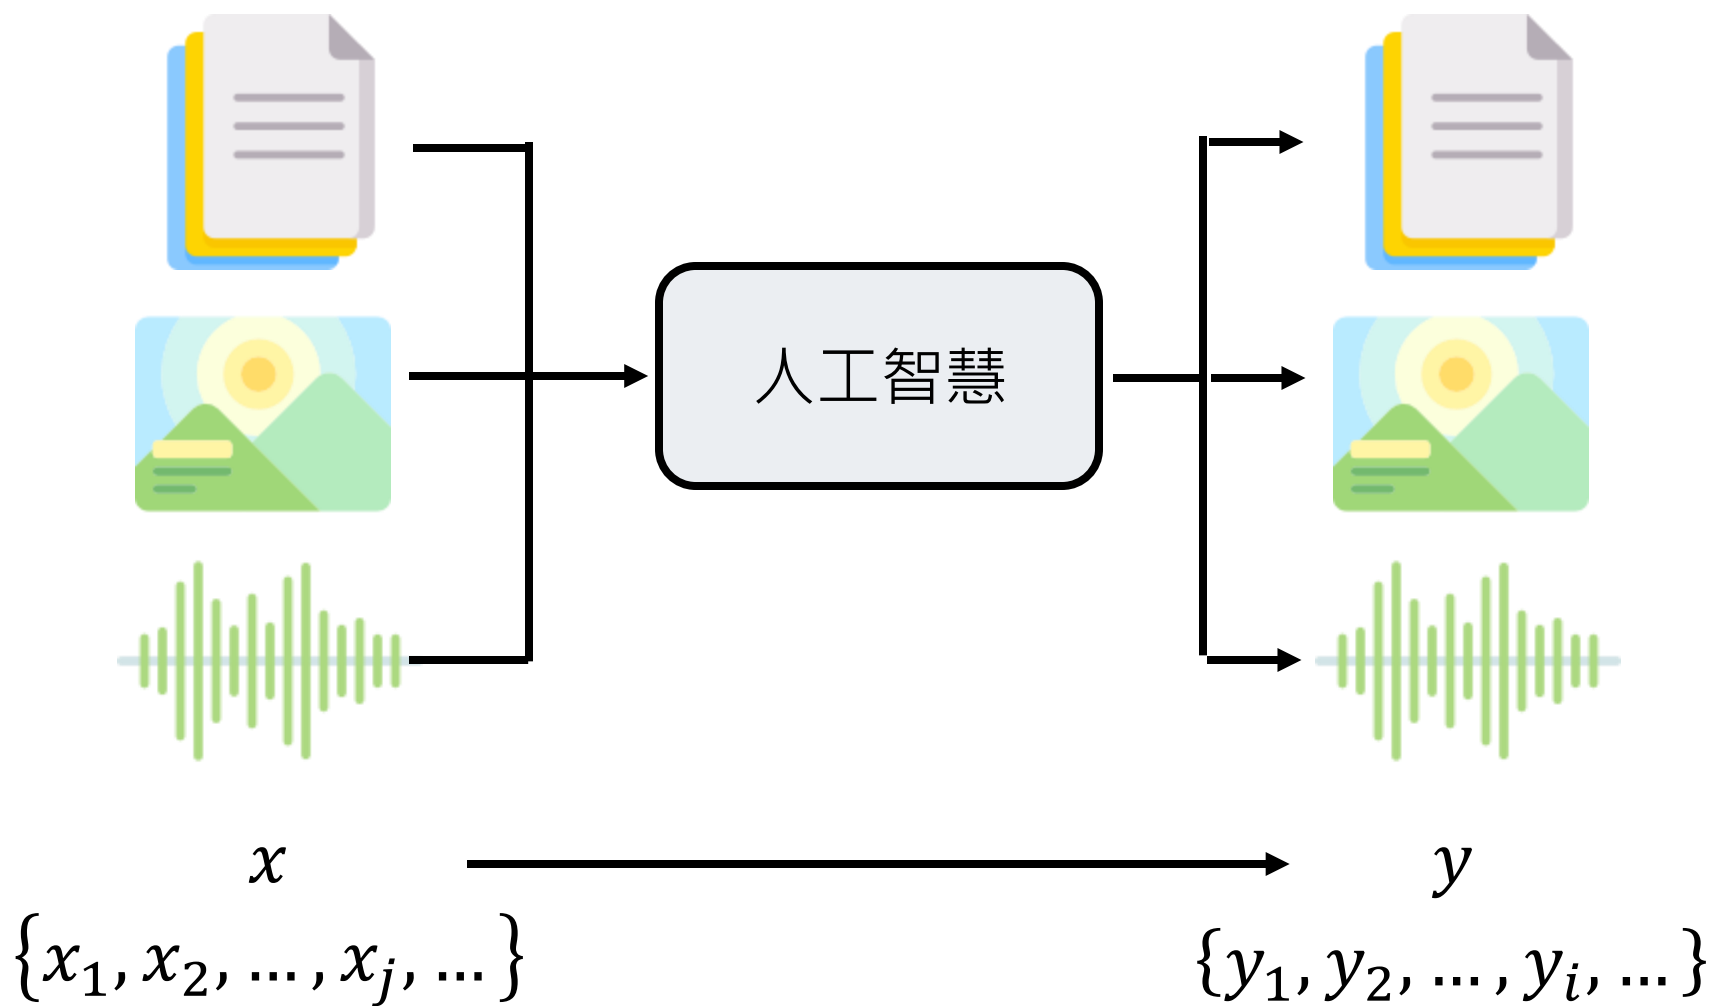 人工智慧
x y
{x₁, x₂, ... , xⱼ, ... } {y₁, y₂, ... , yᵢ, ... }